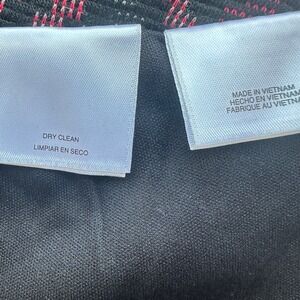 DRY CLEAN
LIMPIAR EN SECO
MADE IN VIETNAM
HECHO EN VIETNAM
FABRIQUE AU VIETNAM